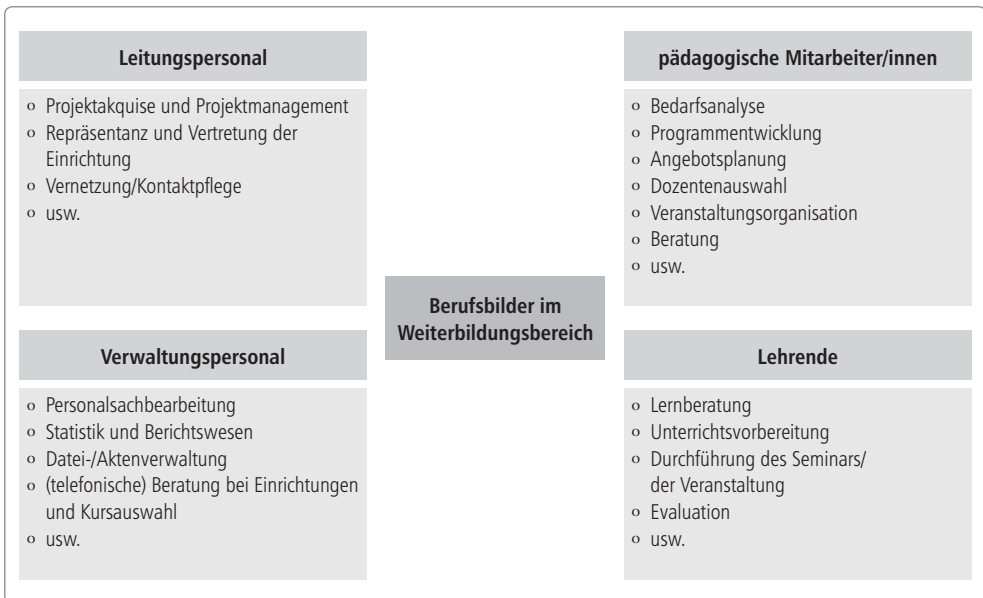 Leitungspersonal
o Projektakquise und Projektmanagement
o Repräsentanz und Vertretung der
Einrichtung
o Vernetzung/Kontaktpflege
o usw.
pädagogische Mitarbeiter/innen
o Bedarfsanalyse
o Programmentwicklung
o Angebotsplanung
o Dozentenauswahl
o Veranstaltungsorganisation
o Beratung
o usw.
Berufsbilder im
Weiterbildungsbereich
Verwaltungspersonal
o Personalsachbearbeitung
o Statistik und Berichtswesen
o Datei-/Aktenverwaltung
o (telefonische) Beratung bei Einrichtungen
und Kursauswahl
o usw.
Lehrende
o Lernberatung
o Unterrichtsvorbereitung
o Durchführung des Seminars/
der Veranstaltung
o Evaluation
o usw.